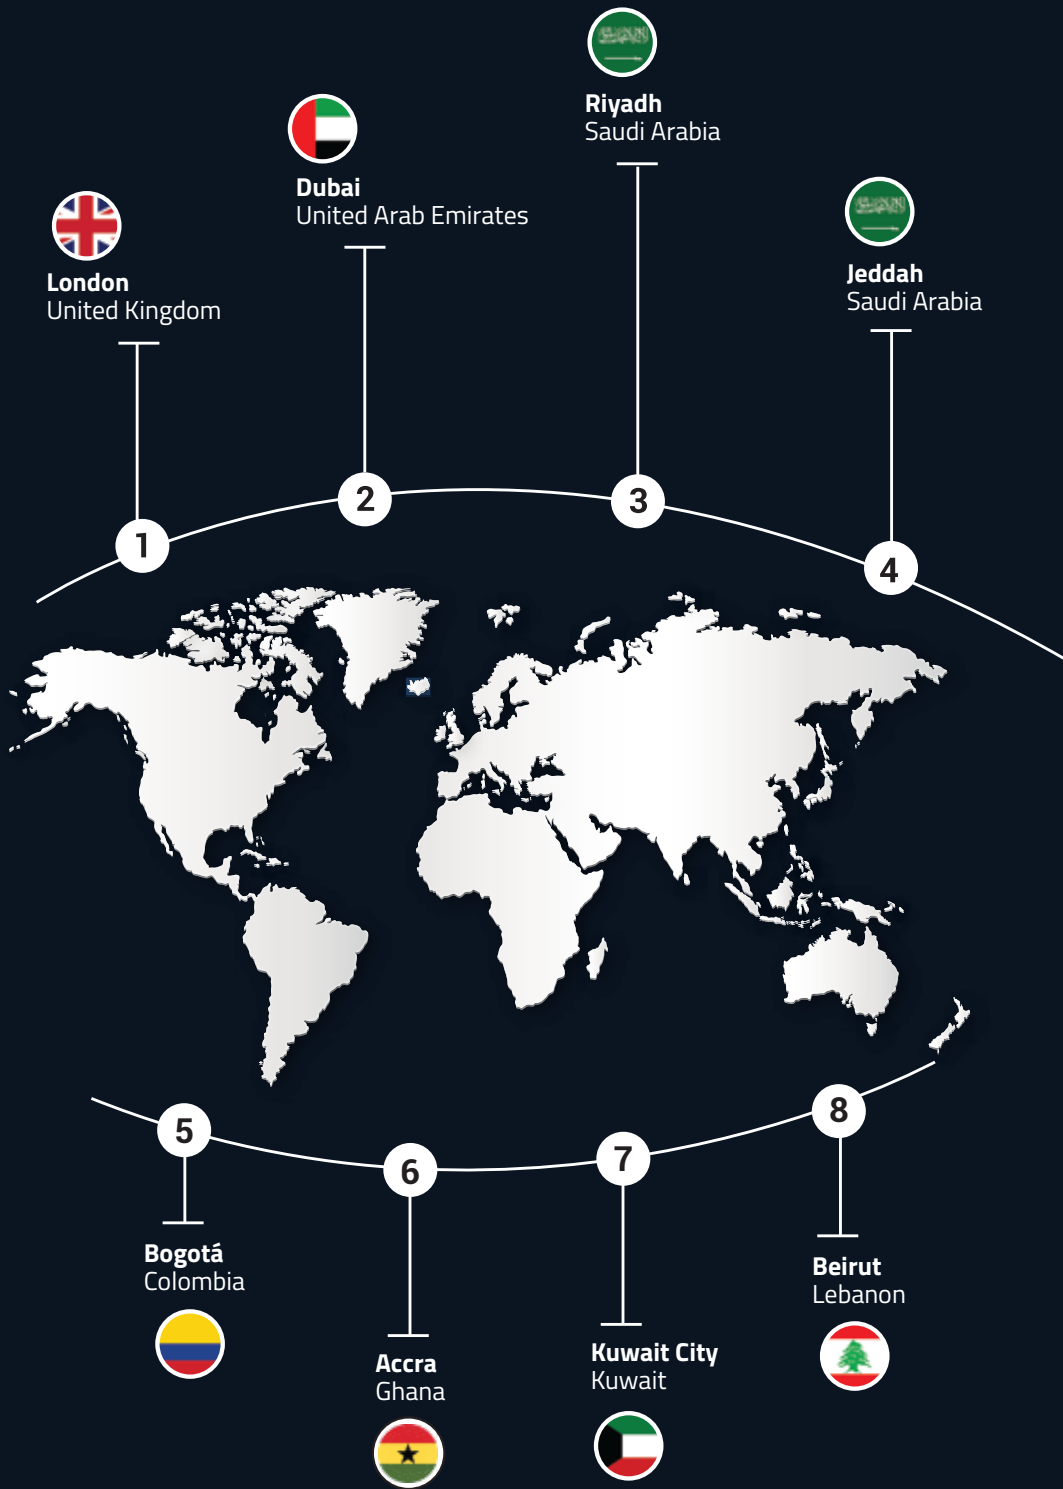 Riyadh
Saudi Arabia
Dubai
United Arab Emirates
London
United Kingdom
Jeddah
Saudi Arabia
1
2
3
4
5
6
7
8
Bogotá
Colombia
Accra
Ghana
Kuwait City
Kuwait
Beirut
Lebanon